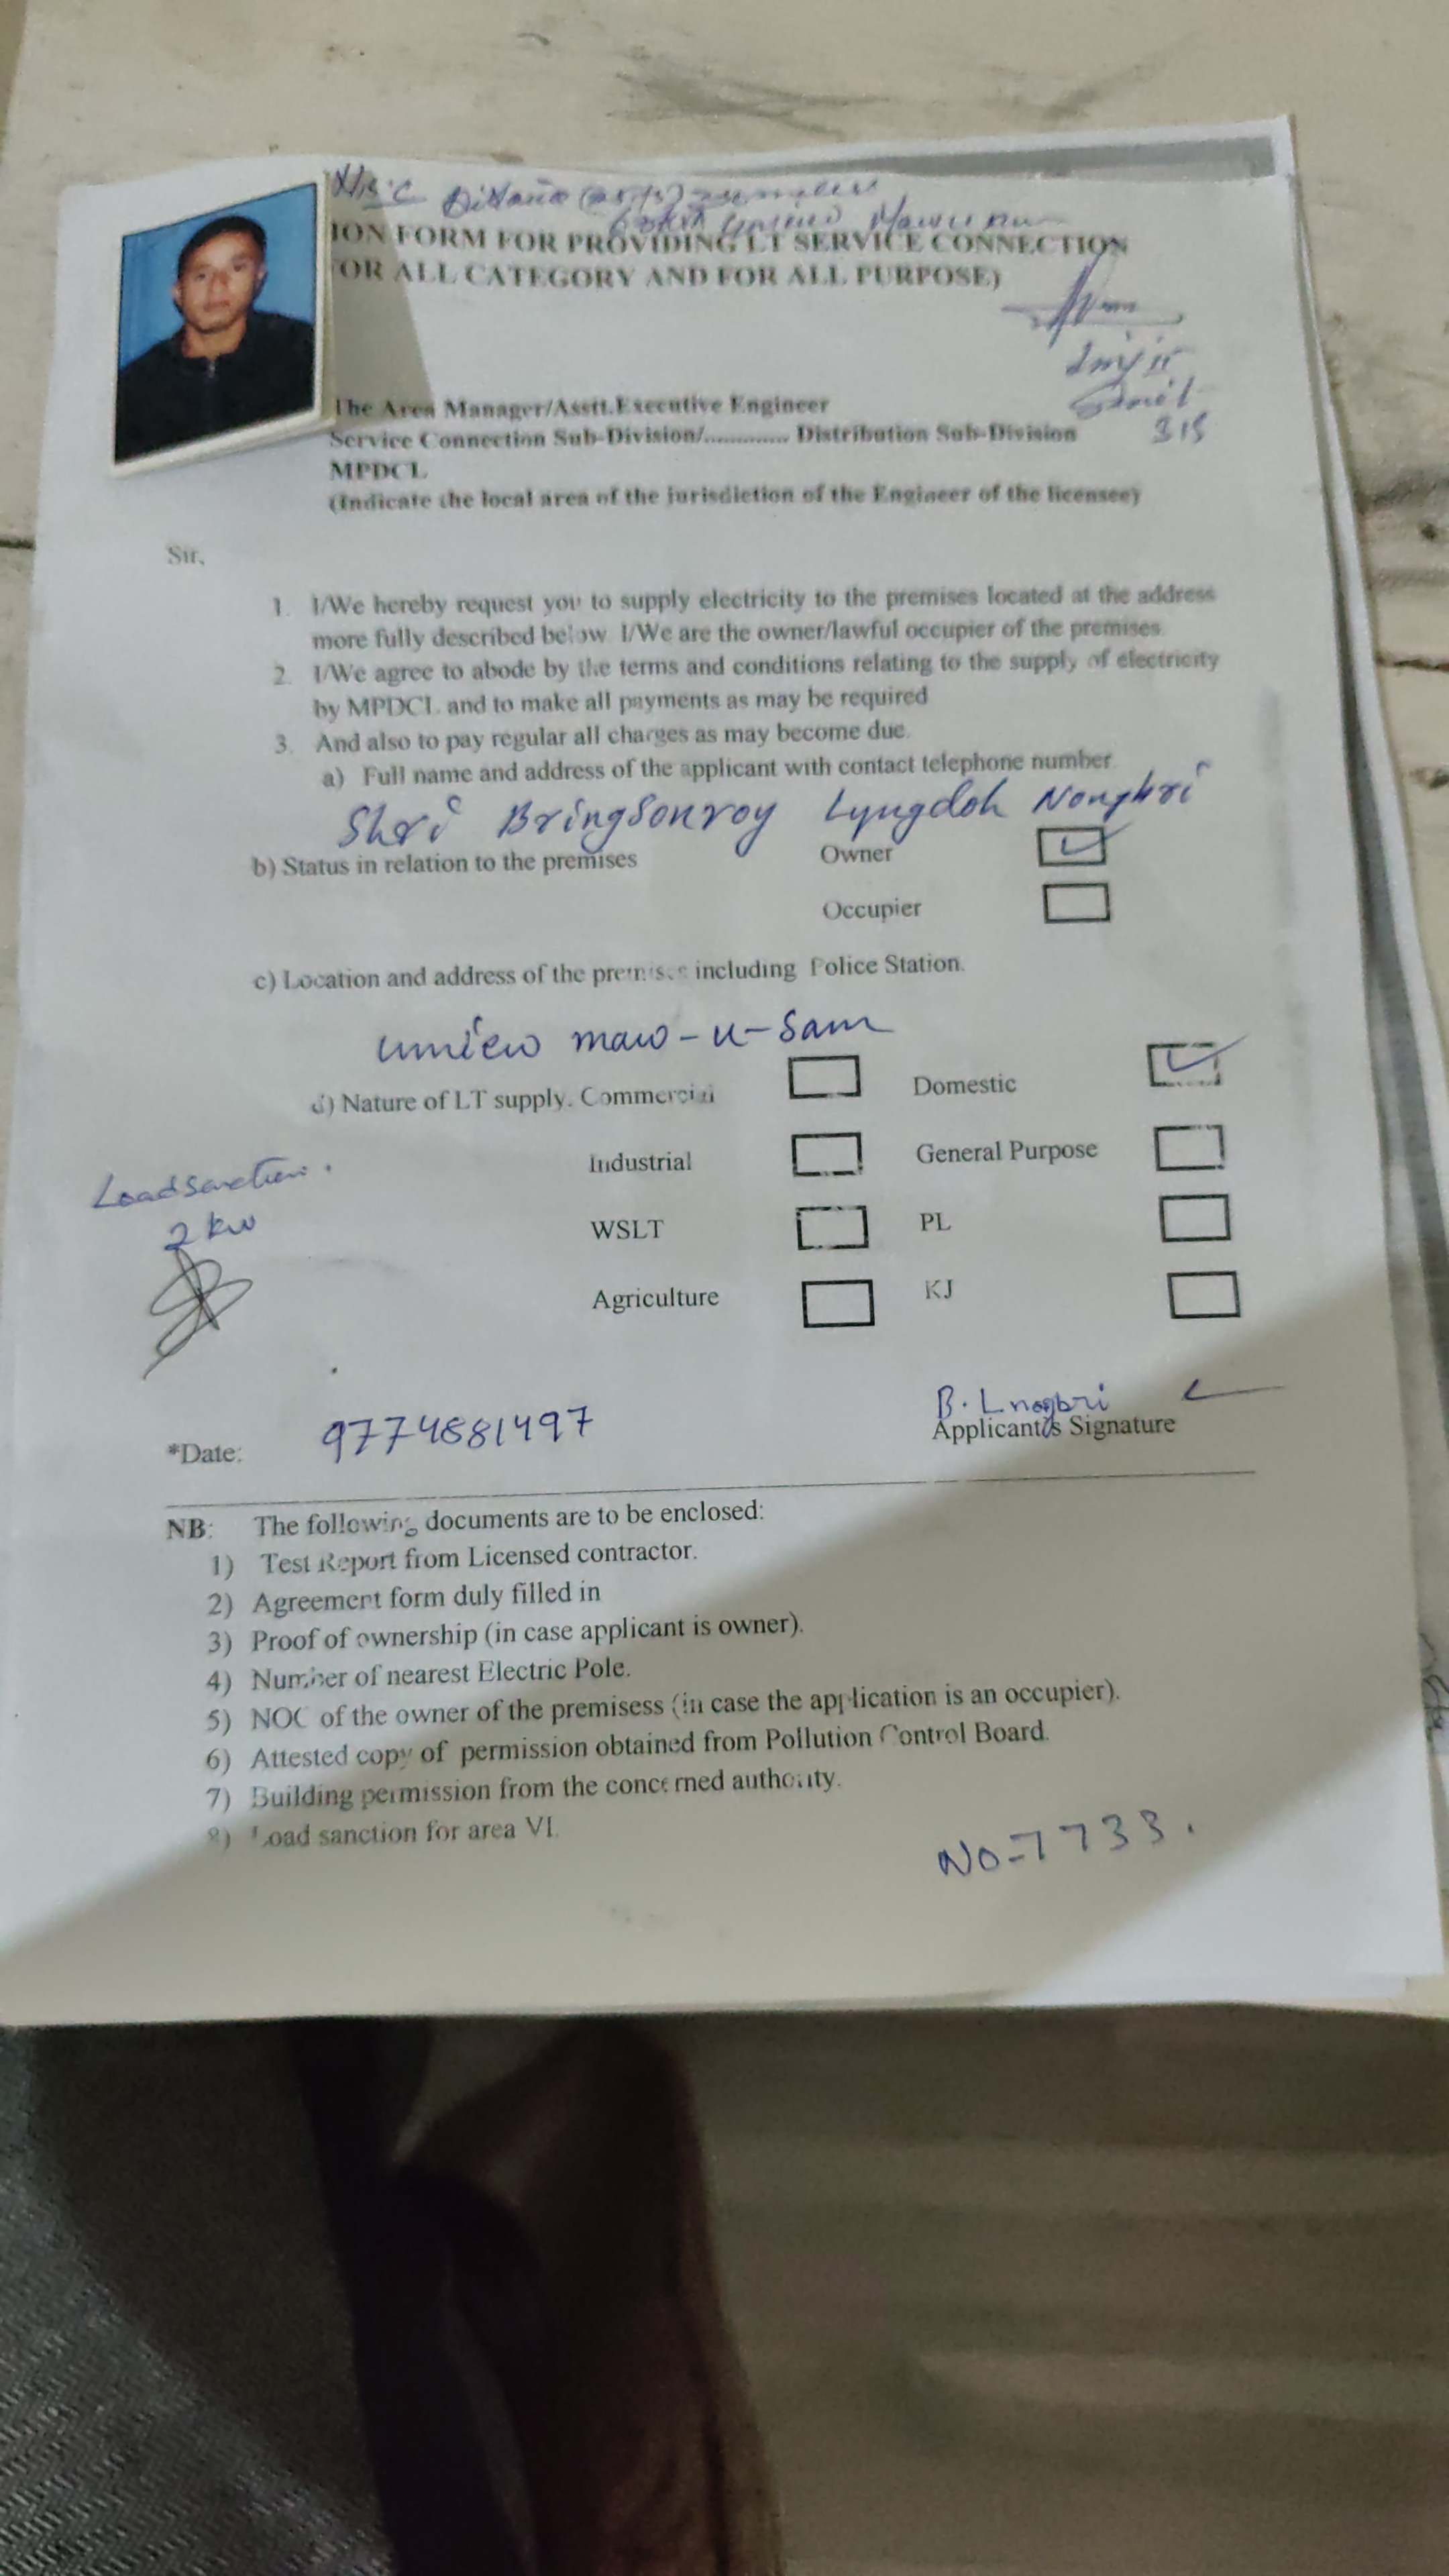 ION FORM FOR PROVIDING LT SERVICE CONNECTION
OR ALL CATEGORY AND FOR ALL PURPOSE)
The Area Manager/Asstt.Executive Engineer
Service Connection Sub-Division/............. Distribution Sub-Division
MPDCL
(Indicate the local area of the jurisdiction of the Engineer of the licensee)
Sir,
1. I/We hereby request you to supply electricity to the premises located at the address
more fully described below I/We are the owner/lawful occupier of the premises
2. I/We agree to abode by the terms and conditions relating to the supply of electricity
by MPDCL and to make all payments as may be required
3. And also to pay regular all charges as may become due.
a) Full name and address of the applicant with contact telephone number
Shri Bringsonroy Lyngdoh Nongbri
b) Status in relation to the premises Owner
Occupier
c) Location and address of the premises including Police Station.
umiew maw-u-sam
d) Nature of LT supply. Commercial Domestic
Industrial General Purpose
Load sanction.
2 kw
WSLT PL
Agriculture KJ
B. Lnogbri
*Date: 9774881497 Applicant's Signature
NB: The following documents are to be enclosed:
1) Test Report from Licensed contractor.
2) Agreement form duly filled in
3) Proof of ownership (in case applicant is owner).
4) Number of nearest Electric Pole.
5) NOC of the owner of the premisess (in case the application is an occupier).
6) Attested copy of permission obtained from Pollution Control Board.
7) Building permission from the concerned authority.
8) Load sanction for area VI.
No-7733.